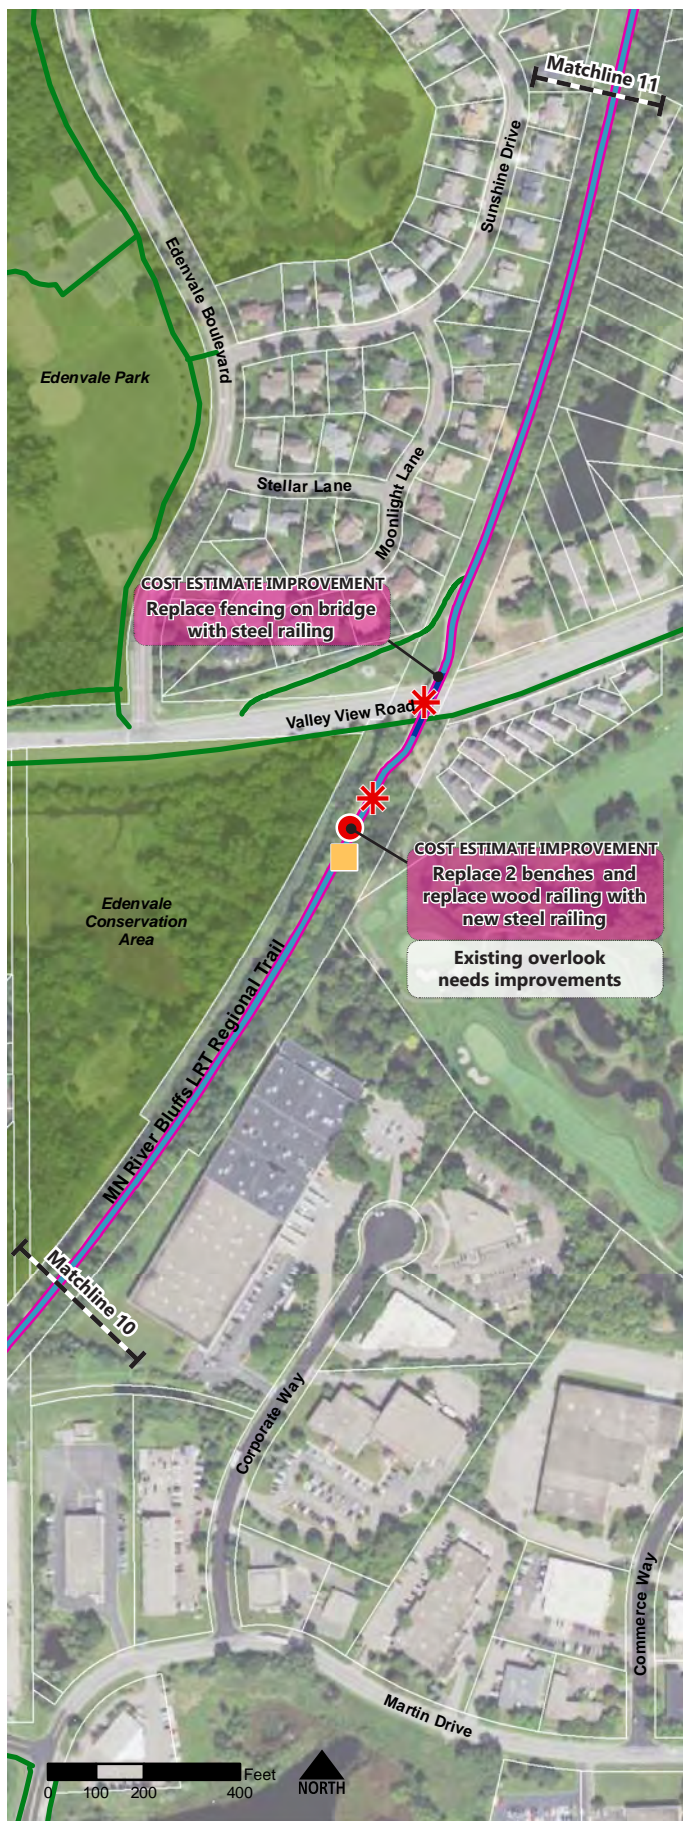 Matchline 11
Sunshine Drive
Edenvale Boulevard
Edenvale Park
Stellar Lane
Moonlight Lane
COST ESTIMATE IMPROVEMENT
Replace fencing on bridge
with steel railing
Valley View Road
COST ESTIMATE IMPROVEMENT
Replace 2 benches and
replace wood railing with
new steel railing
Existing overlook
needs improvements
Edenvale
Conservation
Area
MN River Bluffs LRT Regional Trail
Matchline 10
Corporate Way
Commerce Way
Martin Drive
Feet
0 100 200 400
NORTH